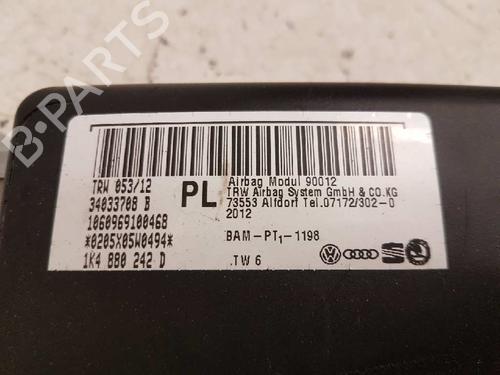 B-PARTS
TRW 053/12
34033708 B
1060969100468
*0205X05W0494*
1K4 880 242 D
PL
Airbag Modul 90012
TRW Airbag System GmbH & CO.KG
73553 Alfdorf Tel.07172/302-0
2012
BAM-PT1-1198
.TW 6